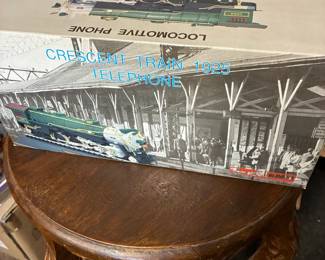 LOCOMOTIVE PHONE
CRESCENT TRAIN 1925
TELEPHONE